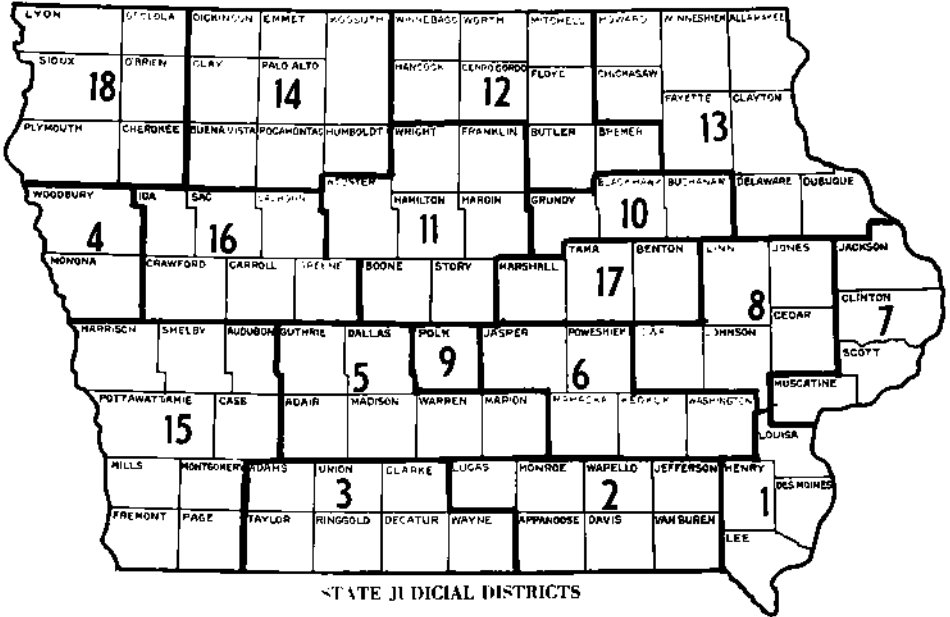 LYON OSCEOLA DICKINSON EMMET KOSSUTH WINNEBAGO WORTH MITCHELL HOWARD WINNESHIEK ALLAMAKEE
SIOUX O'BRIEN CLAY PALO ALTO HANCOCK CERRO GORDO FLOYD CHICKASAW
18 14 12
FAYETTE CLAYTON
13
PLYMOUTH CHEROKEE BUENA VISTA POCAHONTAS HUMBOLDT WRIGHT FRANKLIN BUTLER BREMER
WEBSTER BLACKHAWK BUCHANAN DELAWARE DUBUQUE
WOODBURY IDA SAC CALHOUN HAMILTON HARDIN GRUNDY
4 16 11 10
TAMA BENTON LINN JONES JACKSON
MONONA CRAWFORD CARROLL GREENE BOONE STORY MARSHALL
17 8
CLINTON
7
CEDAR
HARRISON SHELBY AUDUBON GUTHRIE DALLAS POLK JASPER POWESHIEK JOHNSON
SCOTT
5 9 6
MUSCATINE
POTTAWATTAMIE CASS ADAIR MADISON WARREN MARION MAHASKA KEOKUK WASHINGTON
15
LOUISA
MILLS MONTGOMERY ADAMS UNION CLARKE LUCAS MONROE WAPELLO JEFFERSON HENRY
DES MOINES
3 2 1
FREMONT PAGE TAYLOR RINGGOLD DECATUR WAYNE APPANOOSE DAVIS VAN BUREN
LEE
STATE JUDICIAL DISTRICTS